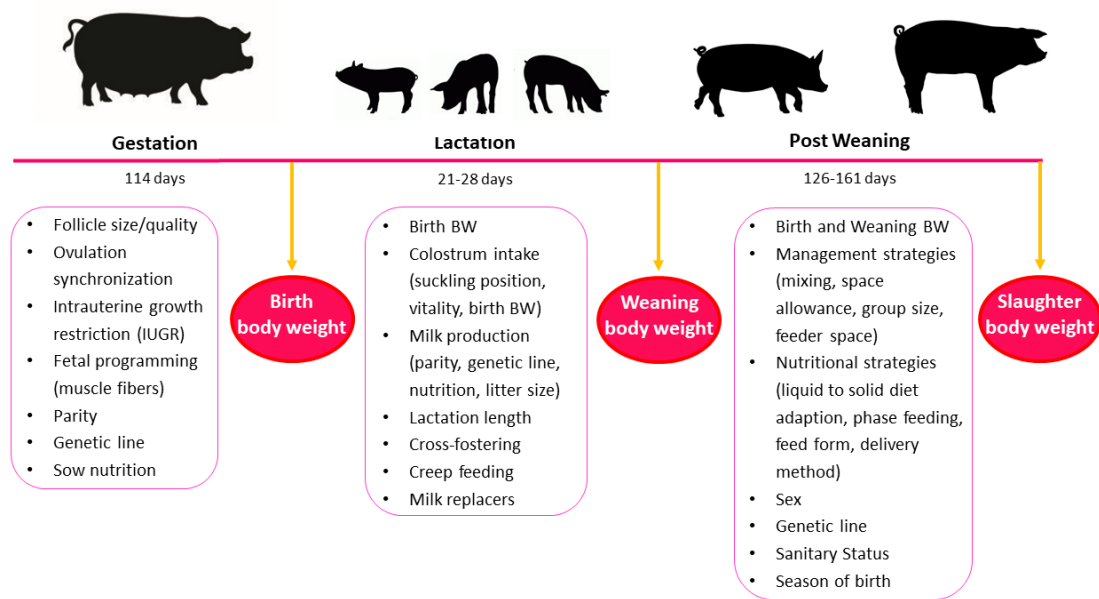 Gestation
Lactation
Post Weaning
114 days
21-28 days
126-161 days
• Follicle size/quality
• Ovulation
synchronization
• Intrauterine growth
restriction (IUGR)
• Fetal programming
(muscle fibers)
• Parity
• Genetic line
• Sow nutrition
Birth
body weight
• Birth BW
• Colostrum intake
(suckling position,
vitality, birth BW)
• Milk production
(parity, genetic line,
nutrition, litter size)
• Lactation length
• Cross-fostering
• Creep feeding
• Milk replacers
Weaning
body weight
• Birth and Weaning BW
• Management strategies
(mixing, space
allowance, group size,
feeder space)
• Nutritional strategies
(liquid to solid diet
adaption, phase feeding,
feed form, delivery
method)
• Sex
• Genetic line
• Sanitary Status
• Season of birth
Slaughter
body weight